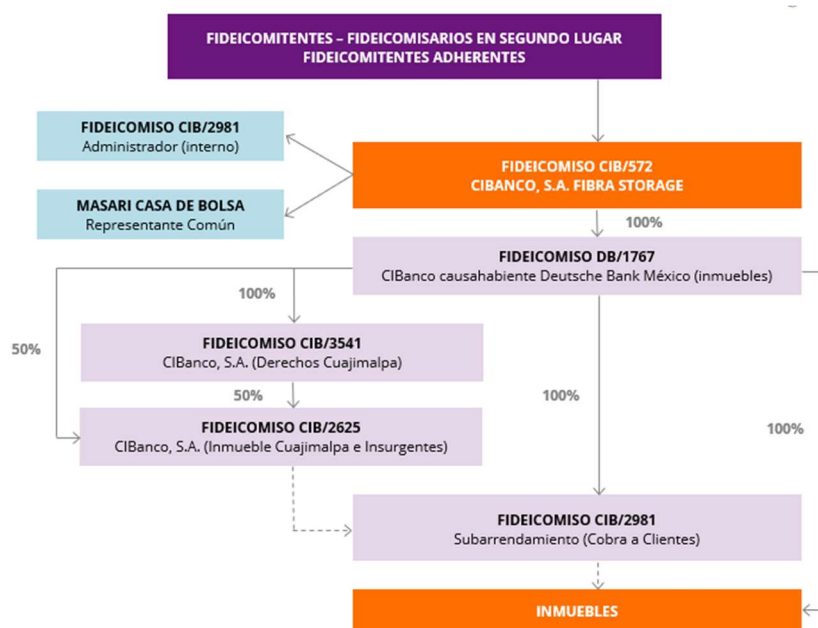 FIDEICOMITENTES – FIDEICOMISARIOS EN SEGUNDO LUGAR
FIDEICOMITENTES ADHERENTES
FIDEICOMISO CIB/2981
Administrador (interno)
FIDEICOMISO CIB/572
CIBANCO, S.A. FIBRA STORAGE
MASARI CASA DE BOLSA
Representante Común
100%
FIDEICOMISO DB/1767
CIBanco causahabiente Deutsche Bank México (inmuebles)
100%
FIDEICOMISO CIB/3541
CIBanco, S.A. (Derechos Cuajimalpa)
50%
50%
100%
FIDEICOMISO CIB/2625
CIBanco, S.A. (Inmueble Cuajimalpa e Insurgentes)
100%
FIDEICOMISO CIB/2981
Subarrendamiento (Cobra a Clientes)
INMUEBLES